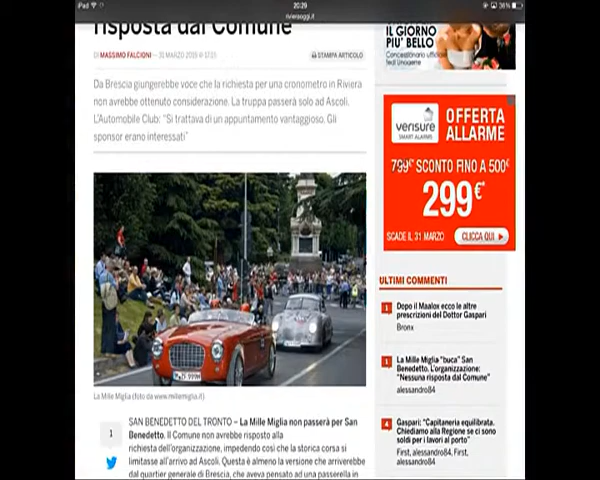 iPad
20:29
36%
rivieraoggi.it
risposta dal Comune"
DI MASSIMO FALCIONI
STAMPA ARTICOLO
Da Brescia giungerebbe voce che la richiesta per una cronometro in Riviera
non avrebbe ottenuto considerazione. La truppa passerà solo ad Ascoli.
L'Automobile Club: "Si trattava di un appuntamento vantaggioso. Gli
sponsor erano interessati"
La Mille Miglia (foto da www.millemiglia.it)
1
SAN BENEDETTO DEL TRONTO – La Mille Miglia non passerà per San
Benedetto. Il Comune non avrebbe risposto alla
richiesta dell'organizzazione, impedendo così che la storica corsa si
limitasse all'arrivo ad Ascoli. Questa è almeno la versione che arriverebbe
dal quartier generale di Brescia, che aveva pensato ad una passerella in
IL GIORNO
PIU' BELLO
Concessionario
verisure
SMART ALARMS
OFFERTA
ALLARME
799€* SCONTO FINO A 500€
299€*
SCADE IL 31 MARZO
CLICCA QUI
ULTIMI COMMENTI
1
Dopo il Maalox ecco le altre
prescrizioni del Dottor Gaspari
Bronx
1
La Mille Miglia "buca" San
Benedetto. L'organizzazione:
"Nessuna risposta dal Comune"
alessandro84
4
Gaspari: "Capitaneria equilibrata.
Chiediamo alla Regione se ci sono
soldi per i lavori al porto"
First, alessandro84, First,
alessandro84